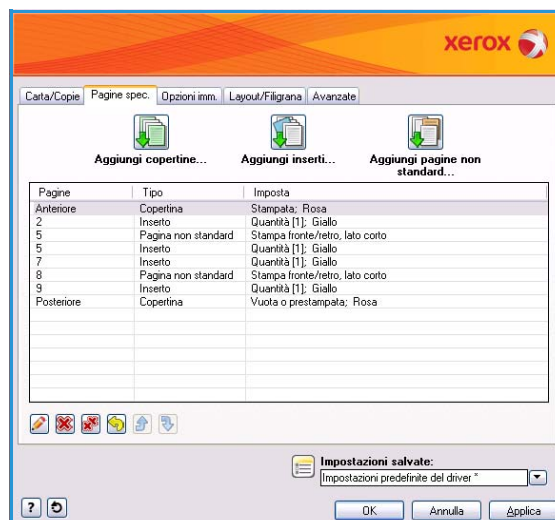 xerox
Carta/Copie Pagine spec. Opzioni imm. Layout/Filigrana Avanzate
Aggiungi copertine... Aggiungi inserti... Aggiungi pagine non
standard...
Pagine Tipo Imposta
Anteriore Copertina Stampata; Rosa
2 Inserto Quantità [1]; Giallo
5 Pagina non standard Stampa fronte/retro, lato corto
5 Inserto Quantità [1]; Giallo
7 Inserto Quantità [1]; Giallo
8 Pagina non standard Stampa fronte/retro, lato corto
9 Inserto Quantità [1]; Giallo
Posteriore Copertina Vuota o prestampata; Rosa
Impostazioni salvate:
Impostazioni predefinite del driver *
? OK Annulla Applica